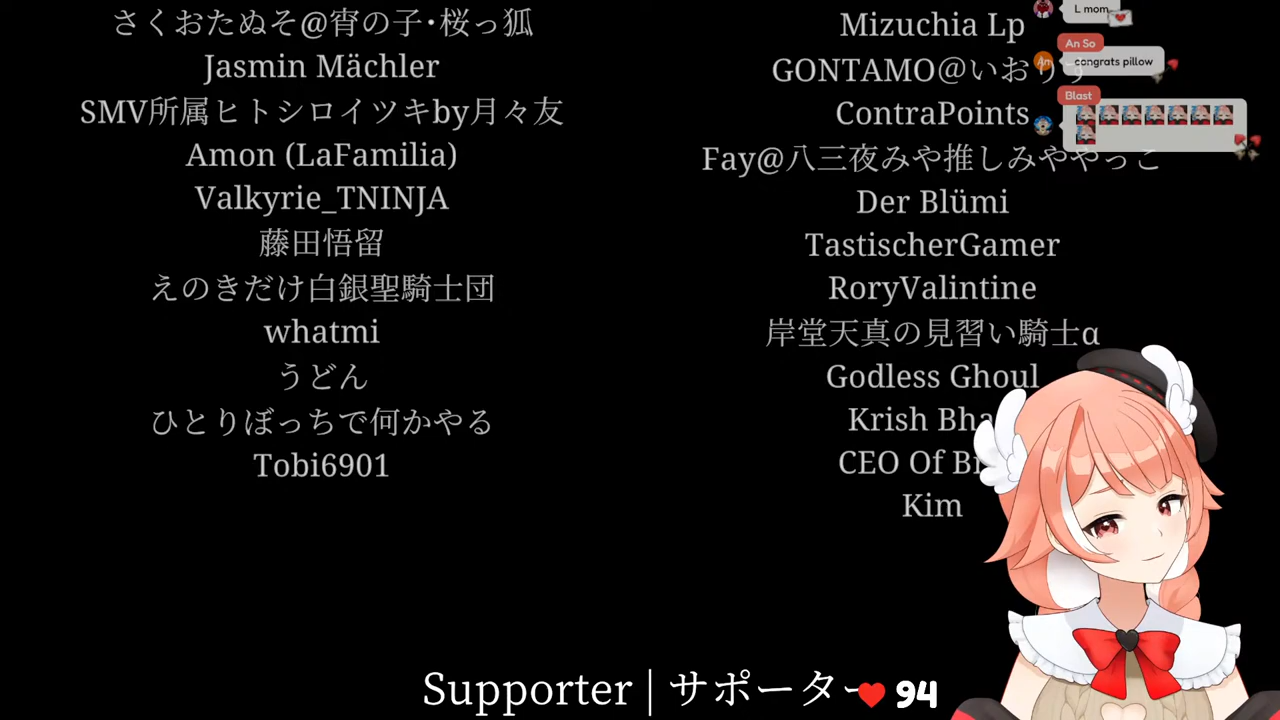 さくおたぬそ@宵の子･桜っ狐
Jasmin Mächler
SMV所属ヒトシロイツキby月々友
Amon (LaFamilia)
Valkyrie_TNINJA
藤田悟留
えのきだけ白銀聖騎士団
whatmi
うどん
ひとりぼっちで何かやる
Tobi6901
Mizuchia Lp
GONTAMO@いおりす
ContraPoints
Fay@八三夜みや推しみややっこ
Der Blümi
TastischerGamer
RoryValintine
岸堂天真の見習い騎士α
Godless Ghoul
Krish Bha
CEO Of B
Kim
L mom
An So
An
congrats pillow
Blast
Supporter | サポーター
94